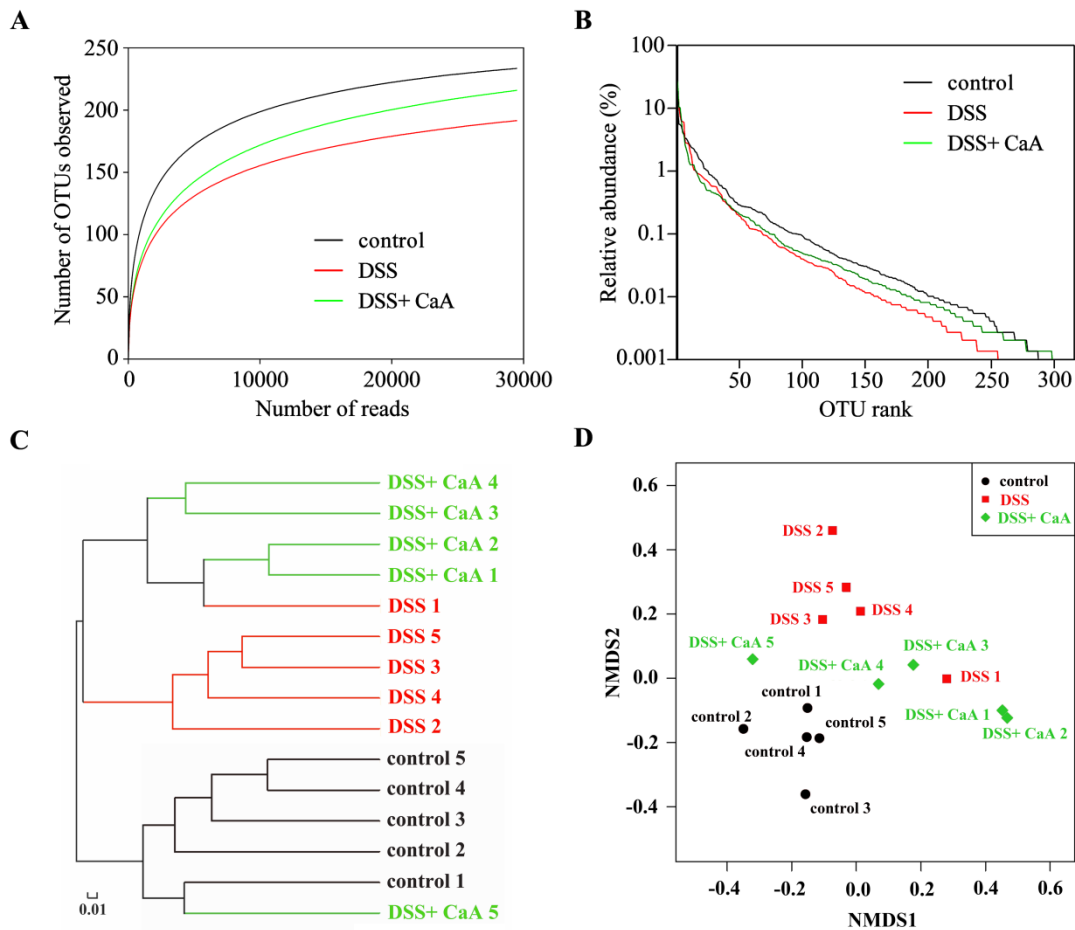 A
Number of OTUs observed
250
200
150
100
50
0
control
DSS
DSS+ CaA
0
10000
20000
30000
Number of reads
B
Relative abundance (%)
100
10
1
0.1
0.01
0.001
control
DSS
DSS+ CaA
50
100
150
200
250
300
OTU rank
C
DSS+ CaA 4
DSS+ CaA 3
DSS+ CaA 2
DSS+ CaA 1
DSS 1
DSS 5
DSS 3
DSS 4
DSS 2
control 5
control 4
control 3
control 2
control 1
DSS+ CaA 5
0.01
D
NMDS2
0.6
0.4
0.2
0.0
-0.2
-0.4
control
DSS
DSS+ CaA
DSS 2
DSS 5
DSS 4
DSS 3
DSS+ CaA 5
DSS+ CaA 3
DSS+ CaA 4
DSS 1
control 1
DSS+ CaA 1
control 2
control 5
DSS+ CaA 2
control 4
control 3
-0.4
-0.2
0.0
0.2
0.4
0.6
NMDS1